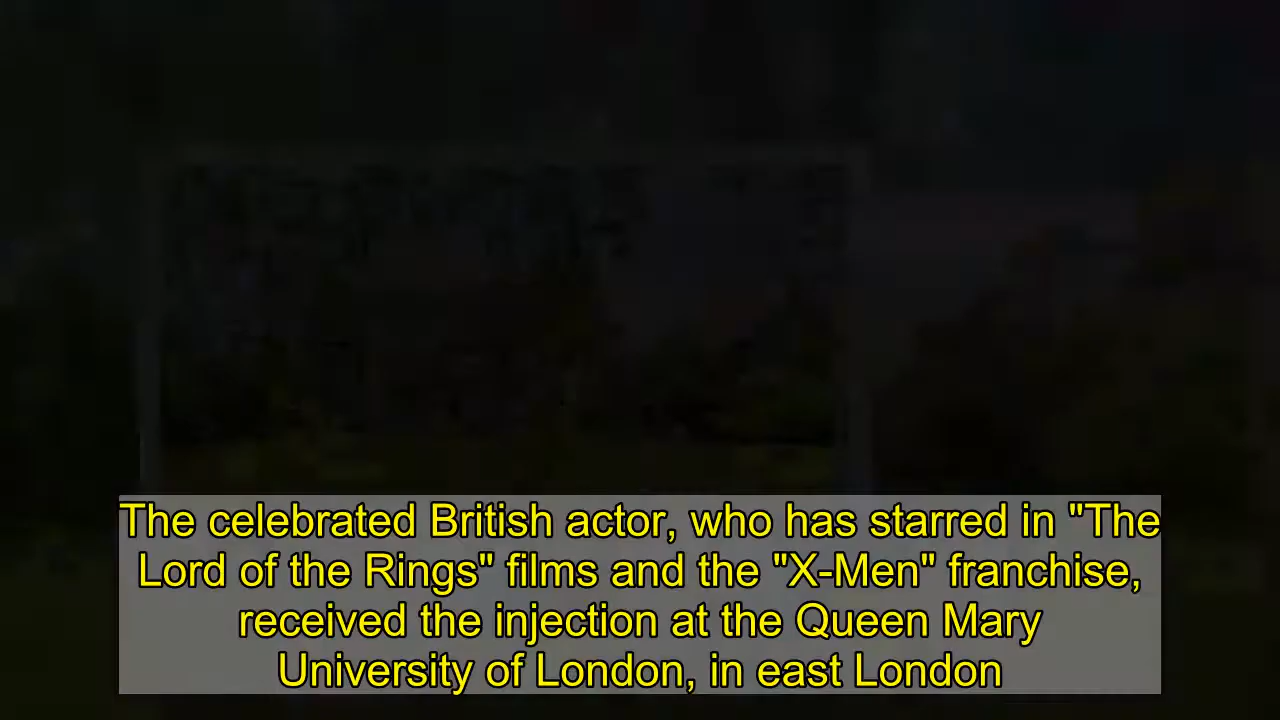 The celebrated British actor, who has starred in "The
Lord of the Rings" films and the "X-Men" franchise,
received the injection at the Queen Mary
University of London, in east London